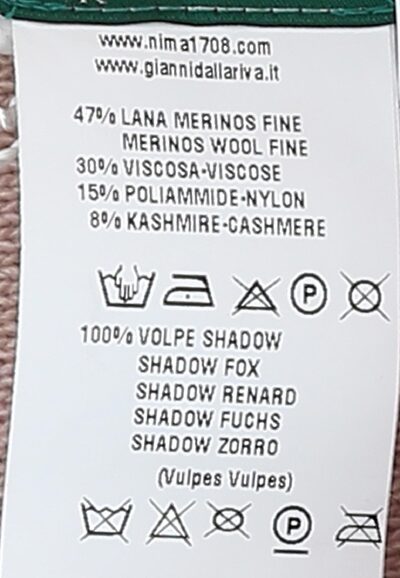 www.nima1708.com
www.giannidallariva.it
47% LANA MERINOS FINE
MERINOS WOOL FINE
30% VISCOSA-VISCOSE
15% POLIAMMIDE-NYLON
8% KASHMIRE-CASHMERE
P
100% VOLPE SHADOW
SHADOW FOX
SHADOW RENARD
SHADOW FUCHS
SHADOW ZORRO
(Vulpes Vulpes)
P